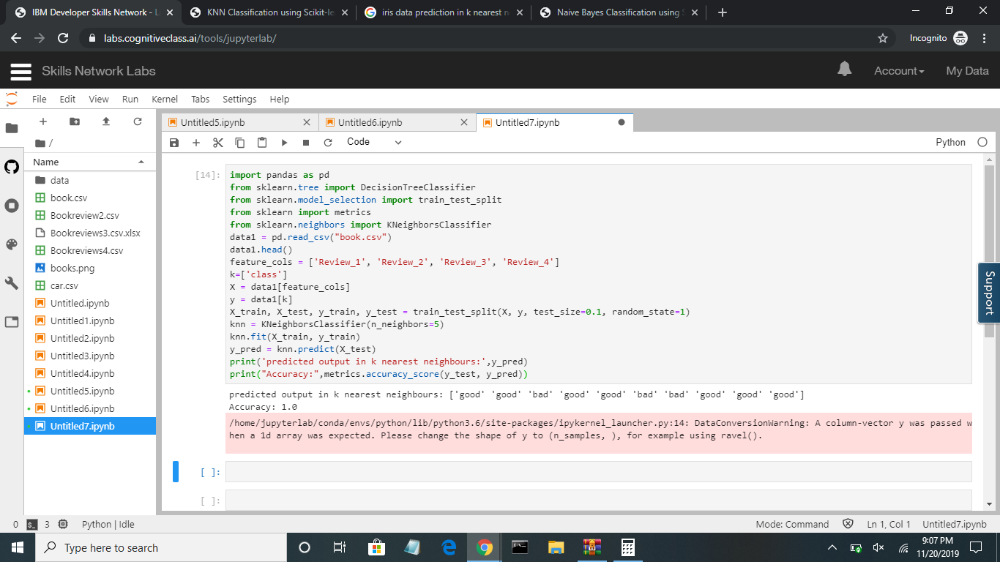 IBM Developer Skills Network - L
KNN Classification using Scikit-le
iris data prediction in k nearest n
Naive Bayes Classification using S
labs.cognitiveclass.ai/tools/jupyterlab/
Incognito
Skills Network Labs
Account
My Data
File Edit View Run Kernel Tabs Settings Help
Untitled5.ipynb
Untitled6.ipynb
Untitled7.ipynb
/
Code
Python
Name
data
book.csv
Bookreview2.csv
Bookreviews3.csv.xlsx
Bookreviews4.csv
books.png
car.csv
Untitled.ipynb
Untitled1.ipynb
Untitled2.ipynb
Untitled3.ipynb
Untitled4.ipynb
Untitled5.ipynb
Untitled6.ipynb
Untitled7.ipynb
[14]:
import pandas as pd
from sklearn.tree import DecisionTreeClassifier
from sklearn.model_selection import train_test_split
from sklearn import metrics
from sklearn.neighbors import KNeighborsClassifier
data1 = pd.read_csv("book.csv")
data1.head()
feature_cols = ['Review_1', 'Review_2', 'Review_3', 'Review_4']
k=['class']
X = data1[feature_cols]
y = data1[k]
X_train, X_test, y_train, y_test = train_test_split(X, y, test_size=0.1, random_state=1)
knn = KNeighborsClassifier(n_neighbors=5)
knn.fit(X_train, y_train)
y_pred = knn.predict(X_test)
print('predicted output in k nearest neighbours:',y_pred)
print("Accuracy:",metrics.accuracy_score(y_test, y_pred))
predicted output in k nearest neighbours: ['good' 'good' 'bad' 'good' 'good' 'bad' 'bad' 'good' 'good' 'good']
Accuracy: 1.0
/home/jupyterlab/conda/envs/python/lib/python3.6/site-packages/ipykernel_launcher.py:14: DataConversionWarning: A column-vector y was passed w
hen a 1d array was expected. Please change the shape of y to (n_samples, ), for example using ravel().
[ ]:
[ ]:
Support
0 $_ 3 Python | Idle
Mode: Command
Ln 1, Col 1
Untitled7.ipynb
Type here to search
9:07 PM
11/20/2019